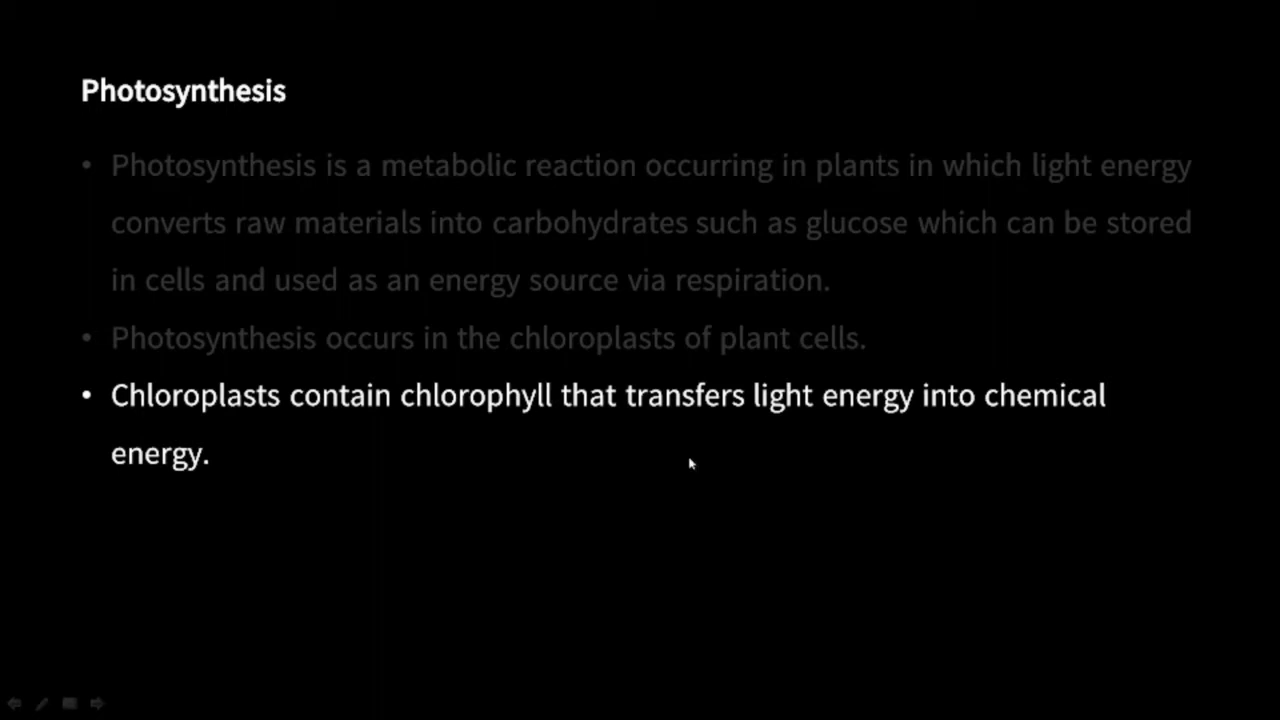 Photosynthesis
• Photosynthesis is a metabolic reaction occurring in plants in which light energy
converts raw materials into carbohydrates such as glucose which can be stored
in cells and used as an energy source via respiration.
• Photosynthesis occurs in the chloroplasts of plant cells.
• Chloroplasts contain chlorophyll that transfers light energy into chemical
energy.